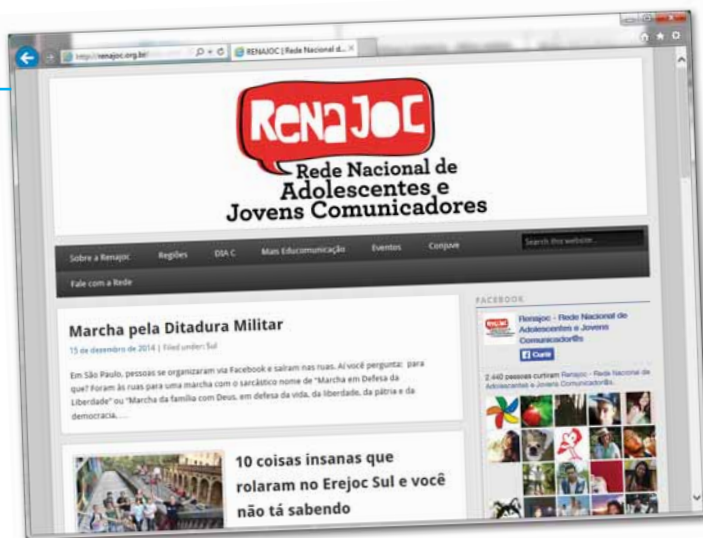 http://renajoc.org.br/
RENAJOC | Rede Nacional d...
RENAJOC
Rede Nacional de
Adolescentes e
Jovens Comunicadores
Sobre a Renajoc
Regiões
DIA C
Mais Educomunicação
Eventos
Conjuve
Search this website...
Fale com a Rede
Marcha pela Ditadura Militar
15 de dezembro de 2014 | Filed under: Sul
Em São Paulo, pessoas se organizaram via Facebook e saíram nas ruas. Aí você pergunta: para
que? Foram às ruas para uma marcha com o sarcástico nome de "Marcha em Defesa da
Liberdade" ou "Marcha da família com Deus, em defesa da vida, da liberdade, da pátria e da
democracia, ...
10 coisas insanas que
rolaram no Erejoc Sul e você
não tá sabendo
FACEBOOK
Renajoc - Rede Nacional de
Adolescentes e Jovens
Comunicador@s
Curtir
2.440 pessoas curtiram Renajoc - Rede Nacional de
Adolescentes e Jovens Comunicador@s.